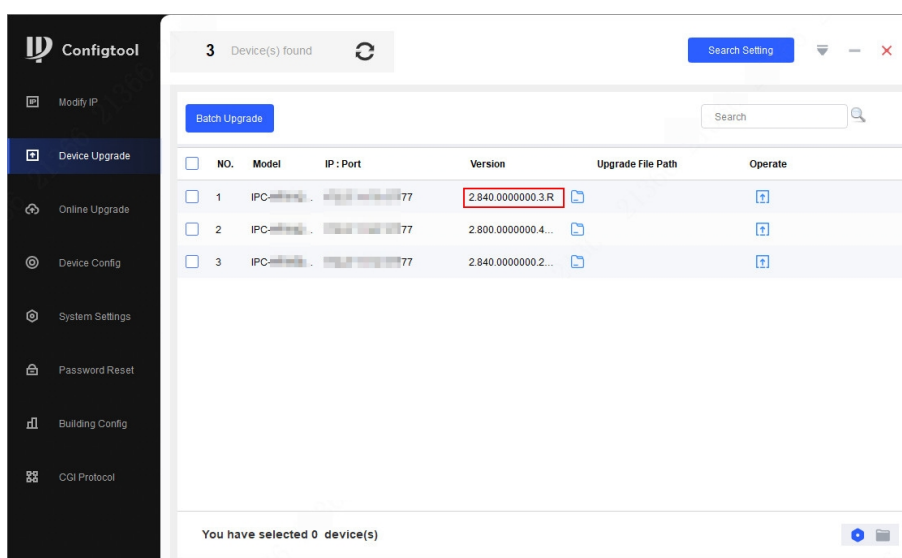 Configtool
3 Device(s) found
Search Setting
Modify IP
Device Upgrade
Online Upgrade
Device Config
System Settings
Password Reset
Building Config
CGI Protocol
Batch Upgrade
Search
NO. Model IP : Port Version Upgrade File Path Operate
1 IPC- 77 2.840.0000000.3.R
2 IPC- 77 2.800.0000000.4...
3 IPC- 77 2.840.0000000.2...
You have selected 0 device(s)